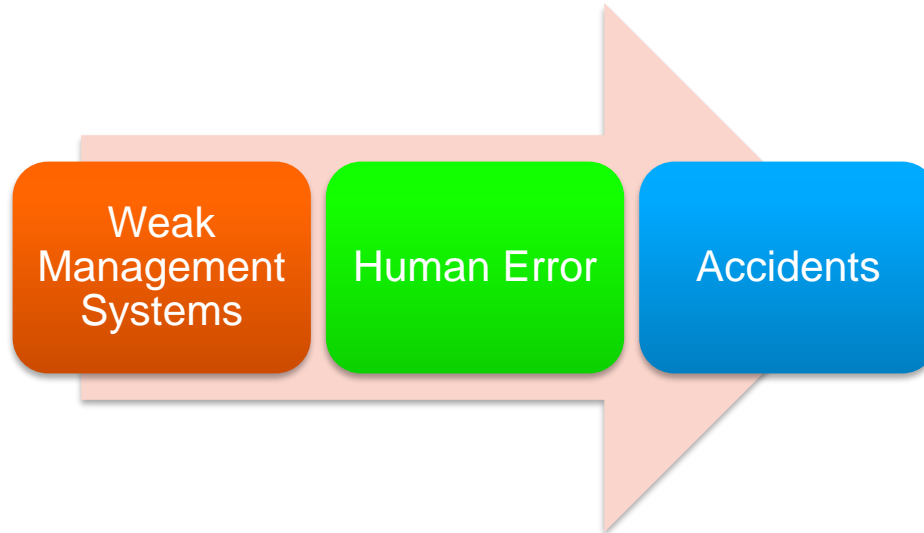 Weak
Management
Systems
Human Error
Accidents